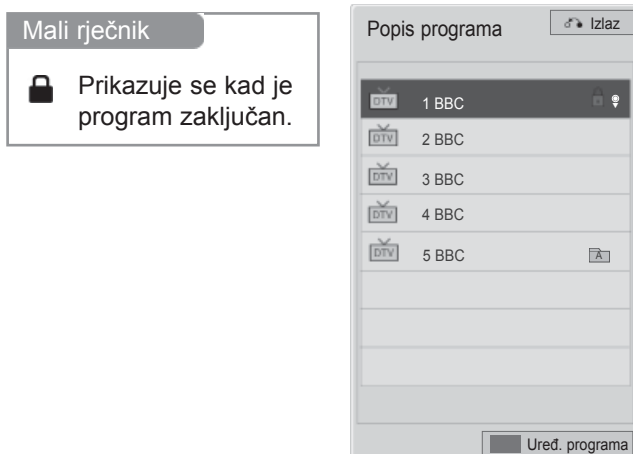 Mali rječnik
Prikazuje se kad je
program zaključan.
Popis programa
Izlaz
DTV 1 BBC
DTV 2 BBC
DTV 3 BBC
DTV 4 BBC
DTV 5 BBC A
Uređ. programa